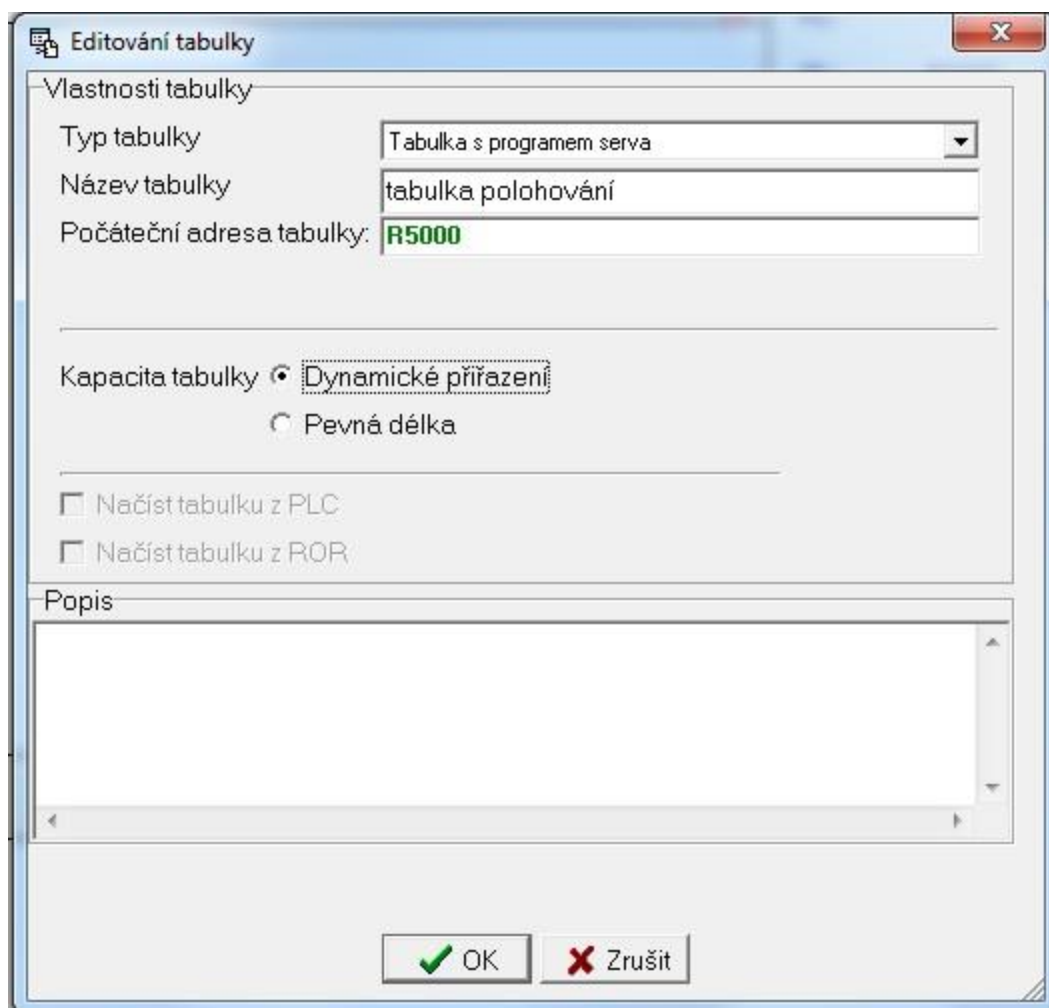 Editování tabulky
Vlastnosti tabulky
Typ tabulky Tabulka s programem serva
Název tabulky tabulka polohování
Počáteční adresa tabulky: R5000
Kapacita tabulky Dynamické přiřazení
Pevná délka
Načíst tabulku z PLC
Načíst tabulku z ROR
Popis
OK Zrušit